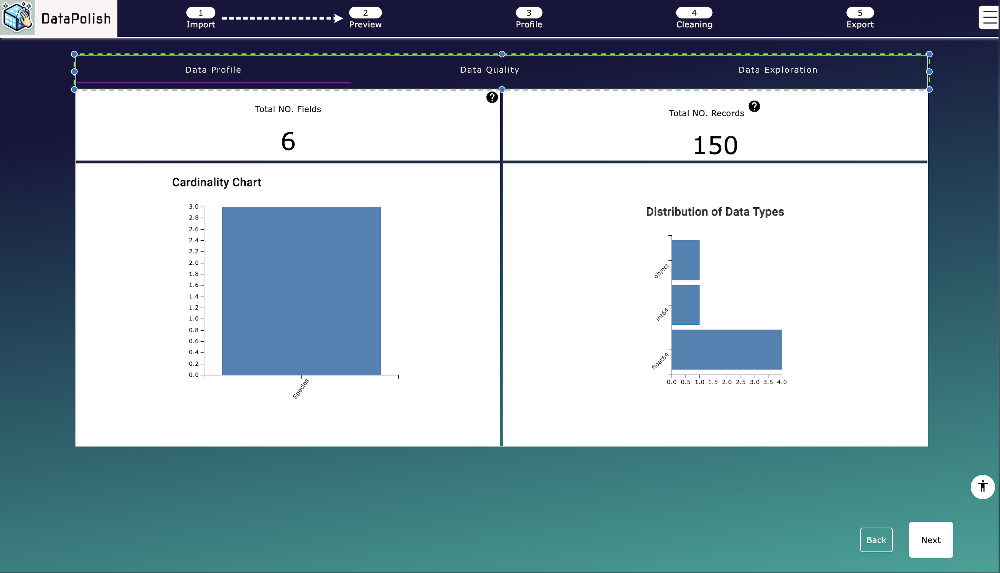 DataPolish
1
Import
2
Preview
3
Profile
4
Cleaning
5
Export
Data Profile
Data Quality
Data Exploration
Total NO. Fields
?
6
Total NO. Records
?
150
Cardinality Chart
3.0
2.8
2.6
2.4
2.2
2.0
1.8
1.6
1.4
1.2
1.0
0.8
0.6
0.4
0.2
0.0
Species
Distribution of Data Types
object
int64
float64
0.0 0.5 1.0 1.5 2.0 2.5 3.0 3.5 4.0
Back
Next